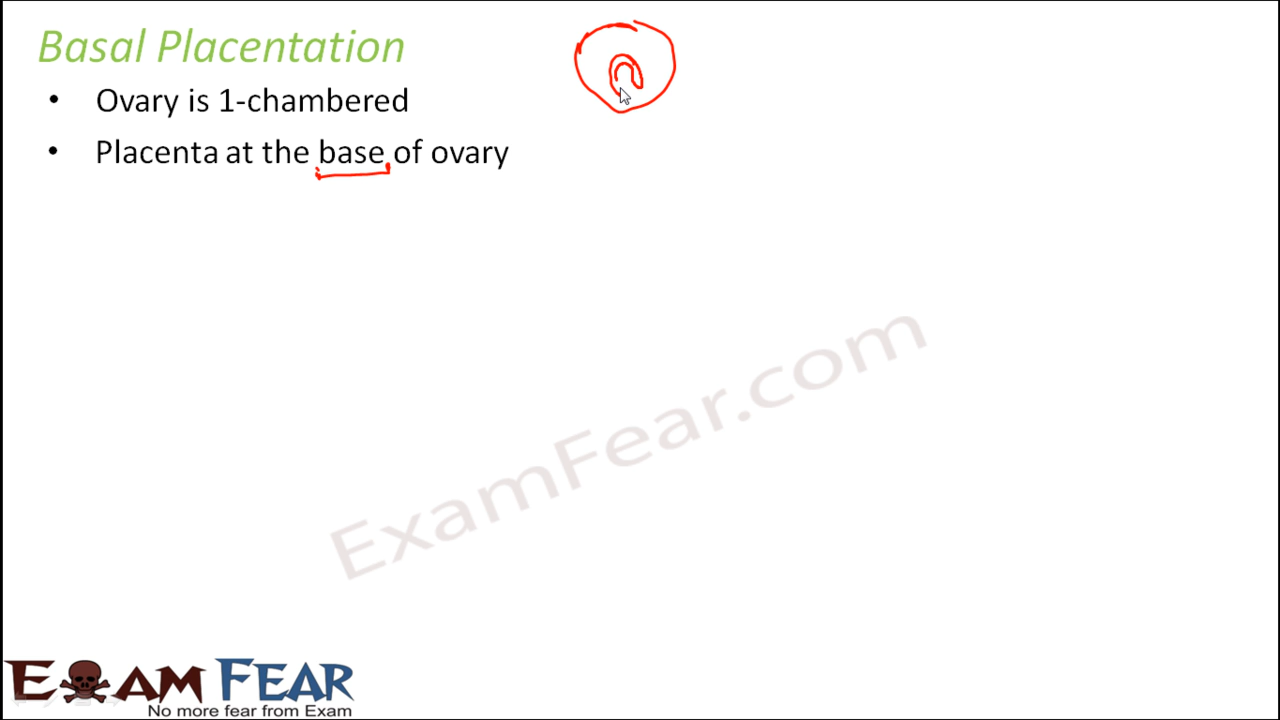 Basal Placentation
• Ovary is 1-chambered
• Placenta at the base of ovary
ExamFear.com
EXAM FEAR
No more fear from Exam